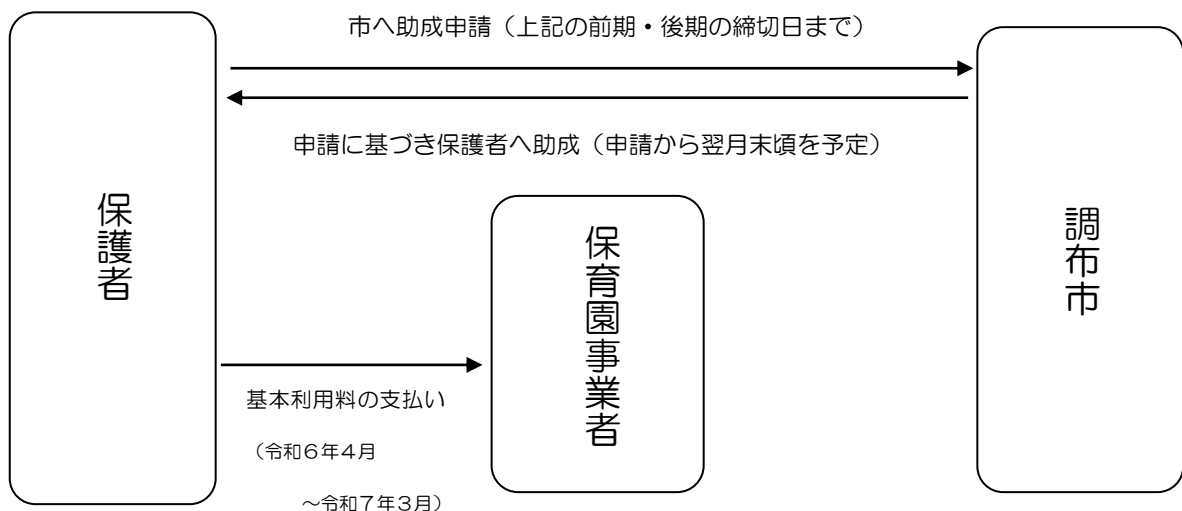 市へ助成申請（上記の前期・後期の締切日まで）
申請に基づき保護者へ助成（申請から翌月末頃を予定）
保護者
保育園事業者
調布市
基本利用料の支払い
（令和６年４月
～令和７年３月）